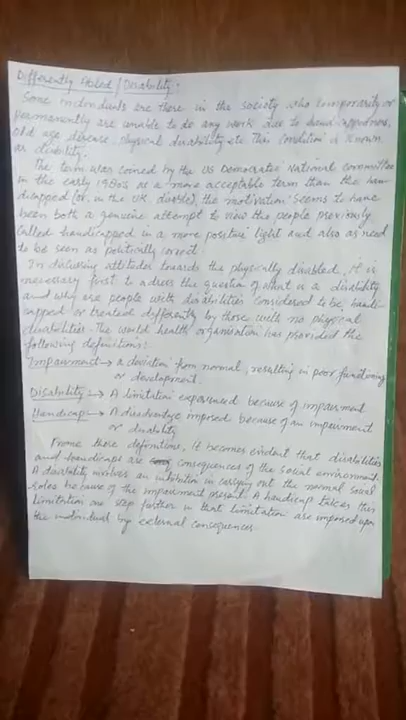 Differently Abled / Disability:
Some individuals are there in the society who temporarily or
permanently are unable to do any work due to
old age disease, physical disability etc This condition is known
as disability.
The term was coined by the US Democratic National committee
in the early 1980s as a more acceptable term than the han-
dicapped (or, in the UK, disabled) the motivation seems to have
been both a genuine attempt to view the people previously
called handicapped in a more positive light and also as need
to be seen as politically correct.
In discussing attitudes towards the physically disabled, it is
necessary first to adress the question of what is a disability
and why are people with disabilities considered to be handi-
capped or treated differently by those with no physical
disabilities. The world health organisation has provided the
following definitions:
Impairment → a deviation from normal, resulting in poor functioning
or development.
Disability → A limitation experienced because of impairment
Handicap → A disadvantage imposed because of an impairment
or disability
From these definitions, it becomes evident that disabilities
and handicaps are consequences of the social environment.
A disability involves an in carrying out the normal social
roles because of the impairment present. A handicap takes this
limitation one step further in that limitation are imposed upon
the individual by external consequences.